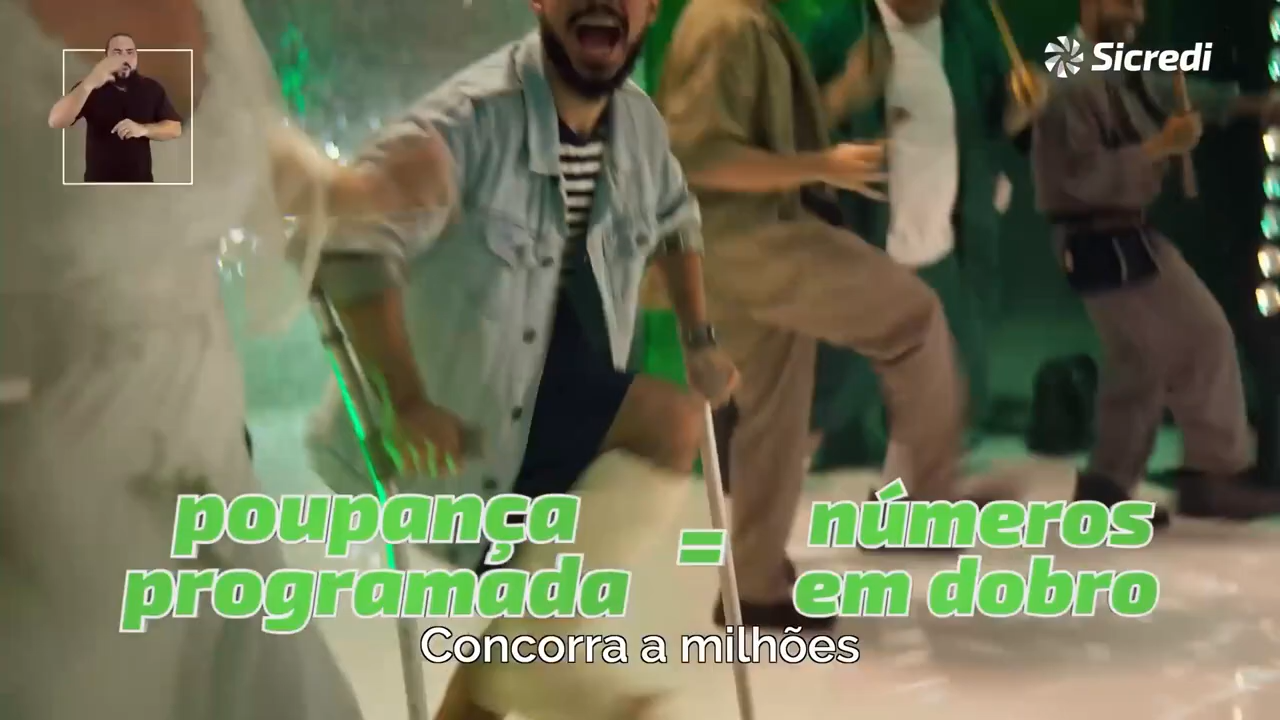 Sicredi
poupança
programada
=
números
em dobro
Concorra a milhões